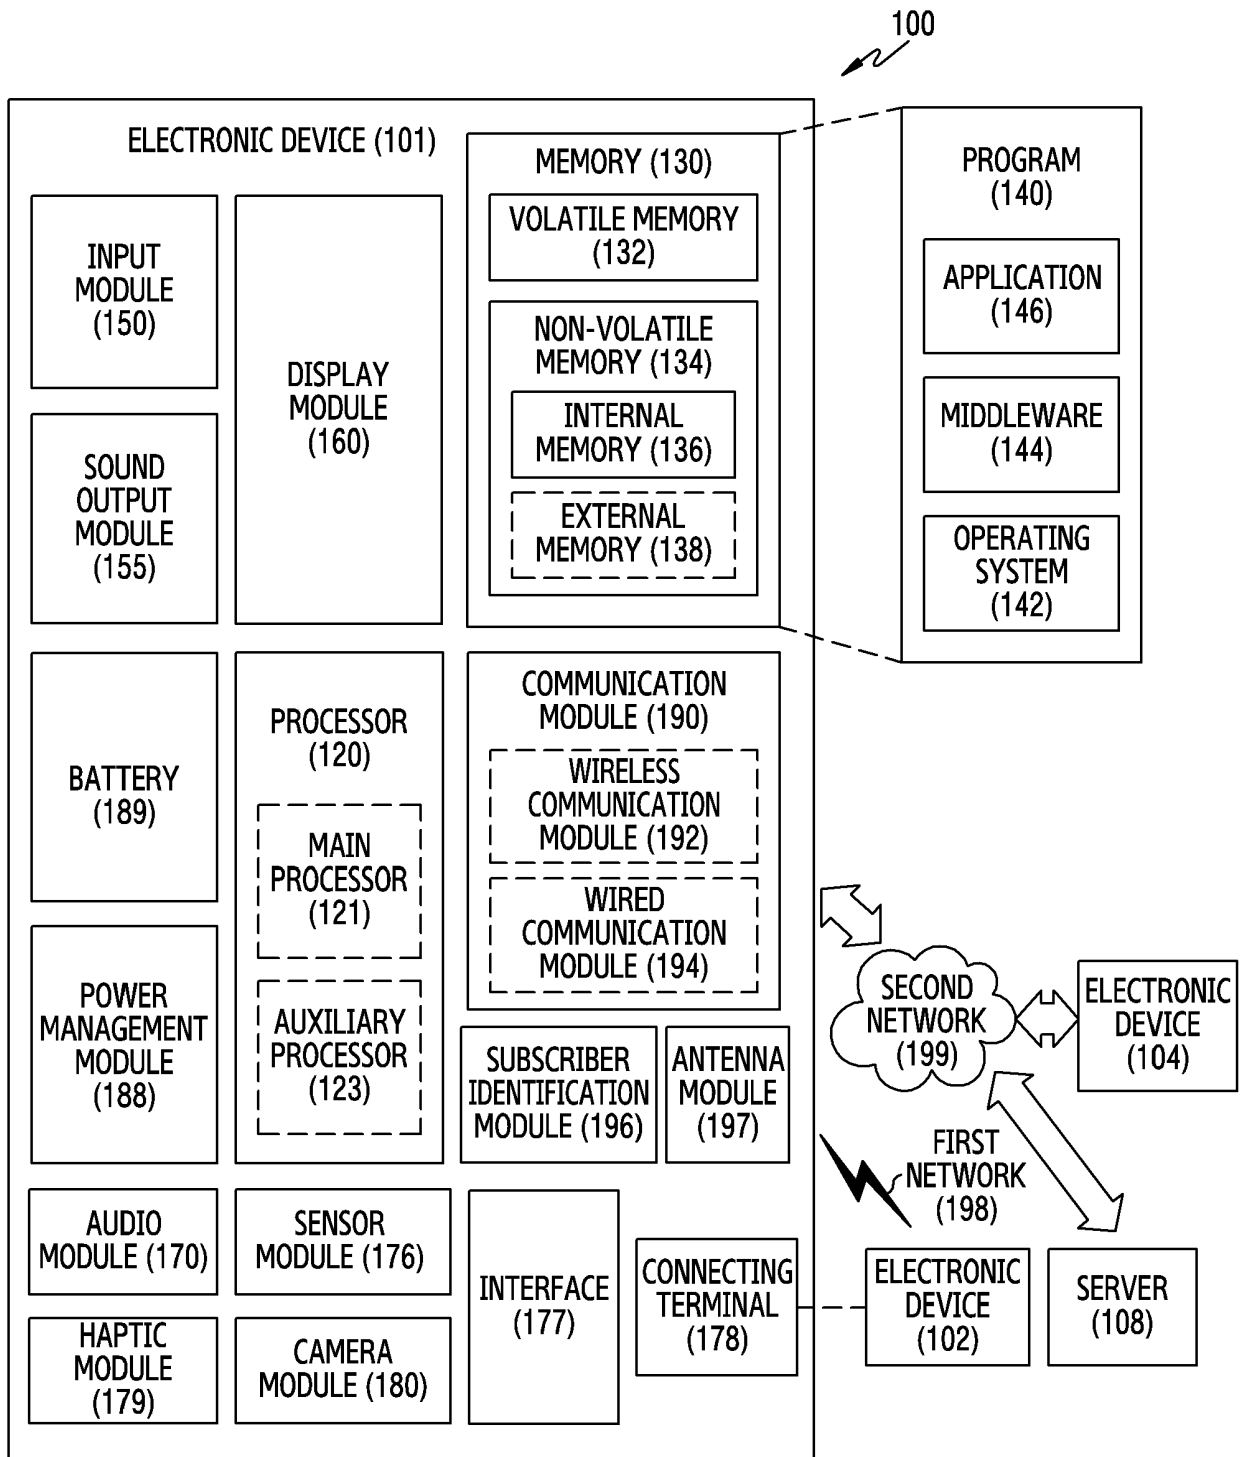 100
ELECTRONIC DEVICE (101)
INPUT
MODULE
(150)
SOUND
OUTPUT
MODULE
(155)
DISPLAY
MODULE
(160)
MEMORY (130)
VOLATILE MEMORY
(132)
NON-VOLATILE
MEMORY (134)
INTERNAL
MEMORY (136)
EXTERNAL
MEMORY (138)
PROGRAM
(140)
APPLICATION
(146)
MIDDLEWARE
(144)
OPERATING
SYSTEM
(142)
BATTERY
(189)
POWER
MANAGEMENT
MODULE
(188)
PROCESSOR
(120)
MAIN
PROCESSOR
(121)
AUXILIARY
PROCESSOR
(123)
COMMUNICATION
MODULE (190)
WIRELESS
COMMUNICATION
MODULE (192)
WIRED
COMMUNICATION
MODULE (194)
SUBSCRIBER
IDENTIFICATION
MODULE (196)
ANTENNA
MODULE
(197)
SECOND
NETWORK
(199)
ELECTRONIC
DEVICE
(104)
FIRST
NETWORK
(198)
AUDIO
MODULE (170)
SENSOR
MODULE (176)
HAPTIC
MODULE
(179)
CAMERA
MODULE (180)
INTERFACE
(177)
CONNECTING
TERMINAL
(178)
ELECTRONIC
DEVICE
(102)
SERVER
(108)